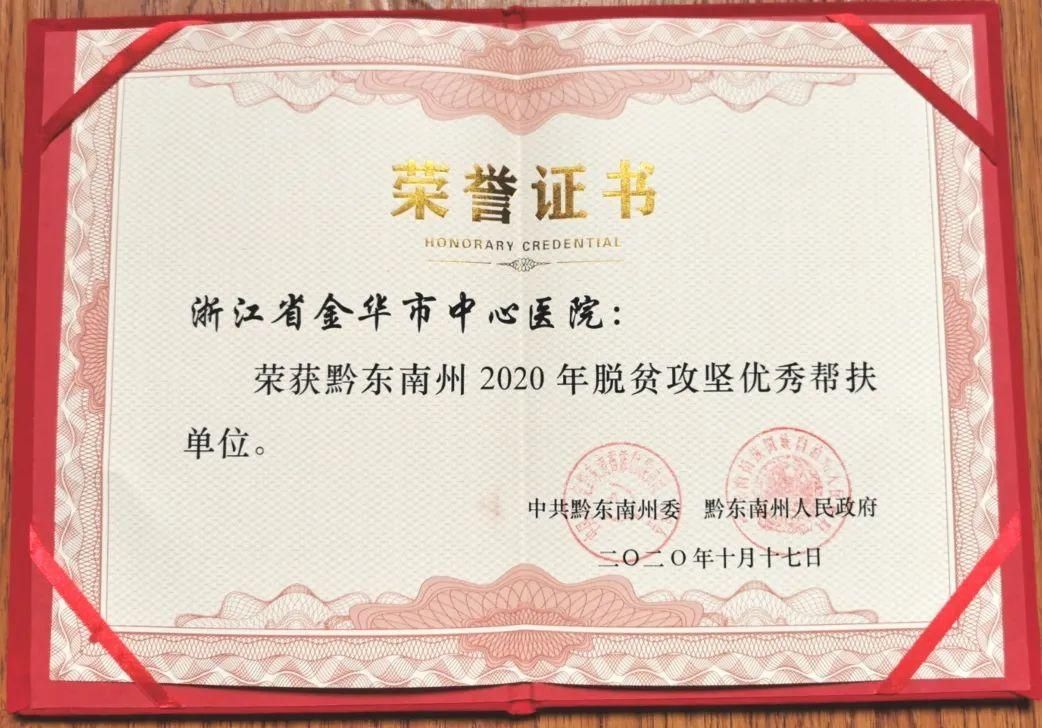 荣誉证书
HONORARY CREDENTIAL
浙江省金华市中心医院：
荣获黔东南州 2020 年脱贫攻坚优秀帮扶
单位。
中共黔东南州委 黔东南州人民政府
二〇二〇年十月十七日